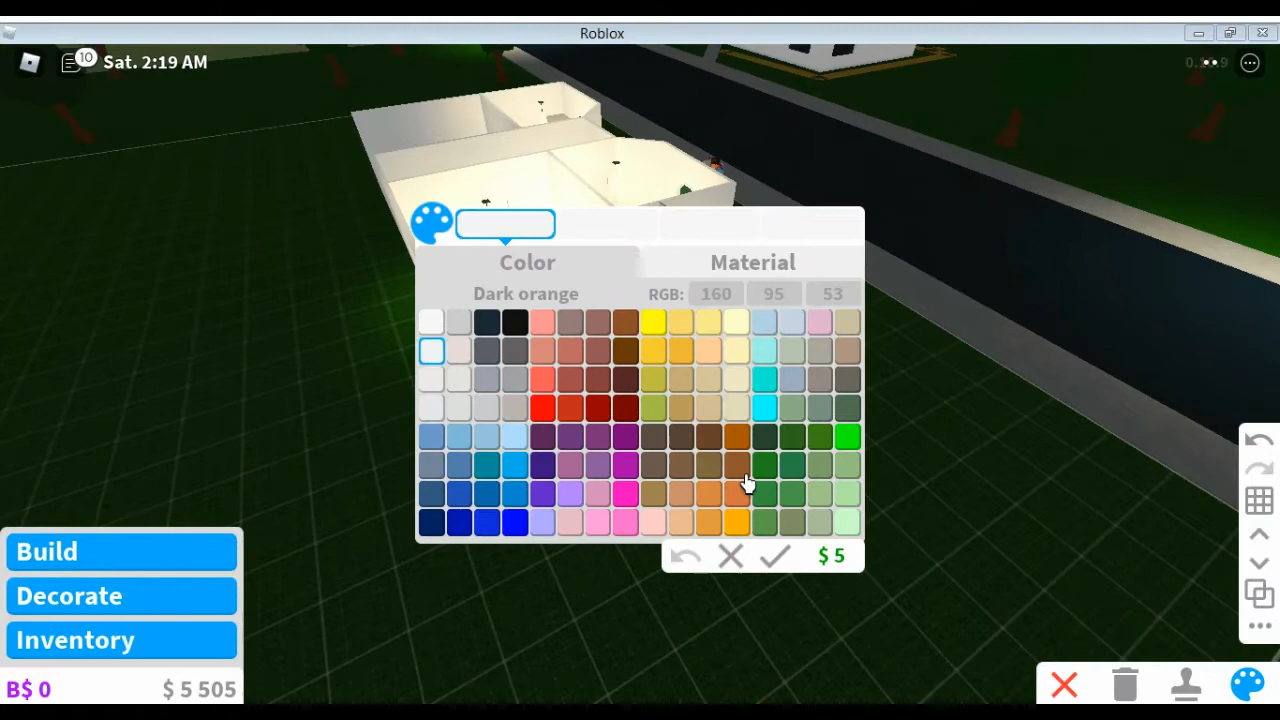 Roblox
10
Sat. 2:19 AM
Color
Material
Dark orange
RGB: 160 95 53
$ 5
Build
Decorate
Inventory
B$ 0
$ 5 505